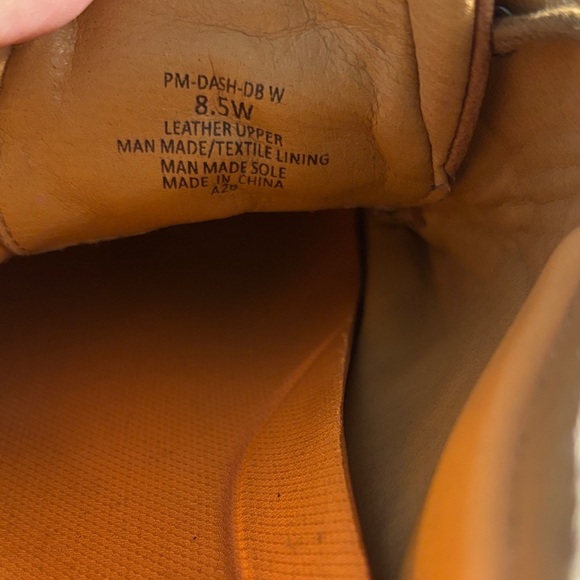 PM-DASH-DB W
8.5W
LEATHER UPPER
MAN MADE/TEXTILE LINING
MAN MADE SOLE
MADE IN CHINA